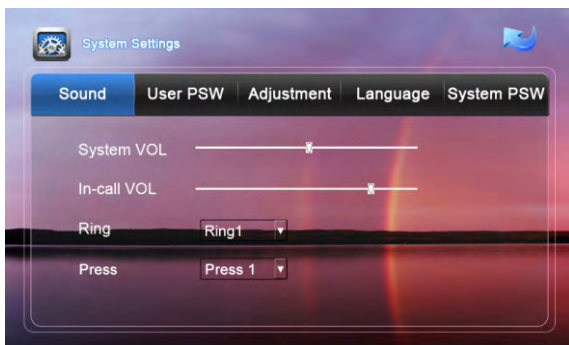 System Settings
Sound User PSW Adjustment Language System PSW
System VOL
In-call VOL
Ring Ring1
Press Press 1